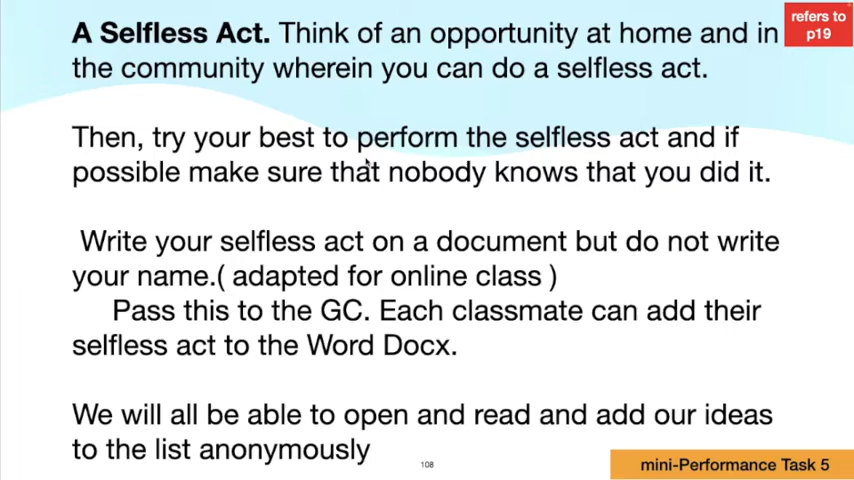 A Selfless Act. Think of an opportunity at home and in
the community wherein you can do a selfless act.
refers to
p19
Then, try your best to perform the selfless act and if
possible make sure that nobody knows that you did it.
Write your selfless act on a document but do not write
your name.( adapted for online class )
Pass this to the GC. Each classmate can add their
selfless act to the Word Docx.
We will all be able to open and read and add our ideas
to the list anonymously
108
mini-Performance Task 5